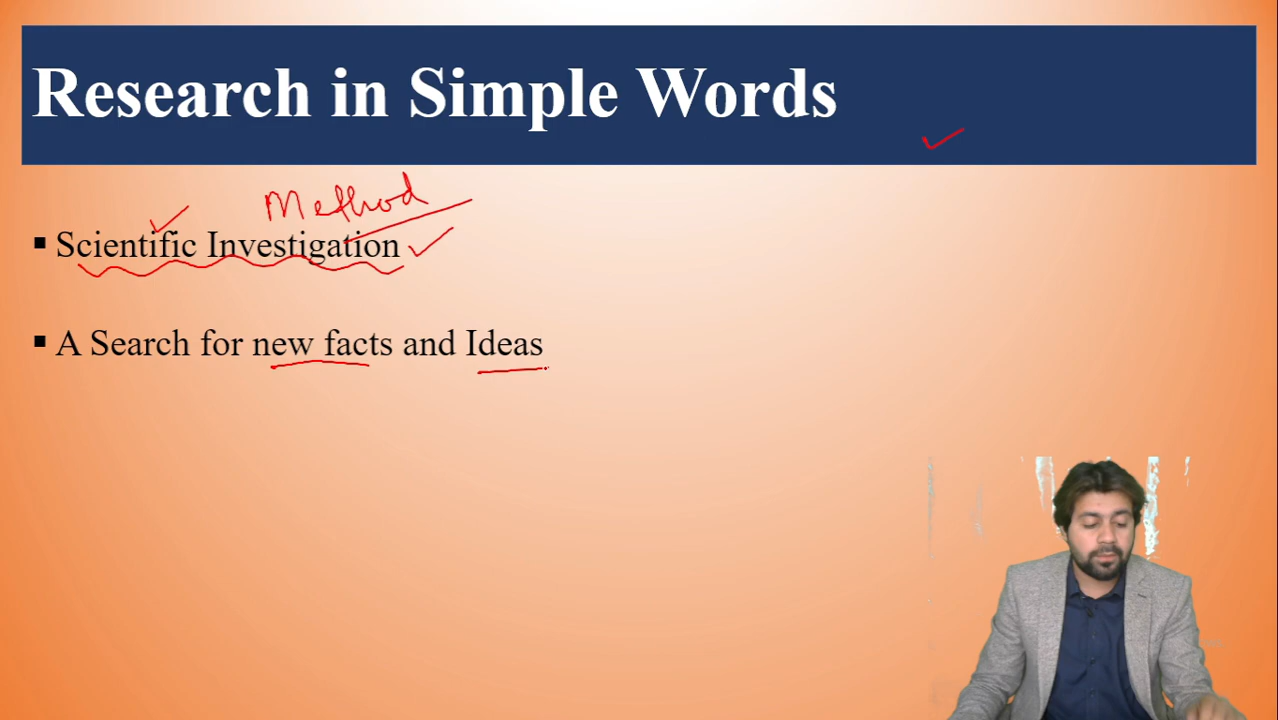 Research in Simple Words
Method
▪ Scientific Investigation
▪ A Search for new facts and Ideas